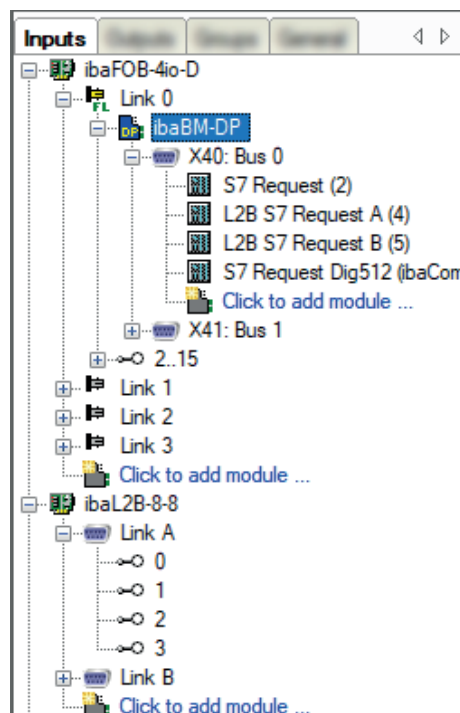 Inputs
ibaFOB-4io-D
FL Link 0
DP ibaBM-DP
X40: Bus 0
S7 Request (2)
L2B S7 Request A (4)
L2B S7 Request B (5)
S7 Request Dig512 (ibaCom
Click to add module ...
X41: Bus 1
2..15
Link 1
Link 2
Link 3
Click to add module ...
ibaL2B-8-8
Link A
0
1
2
3
Link B
Click to add module ...